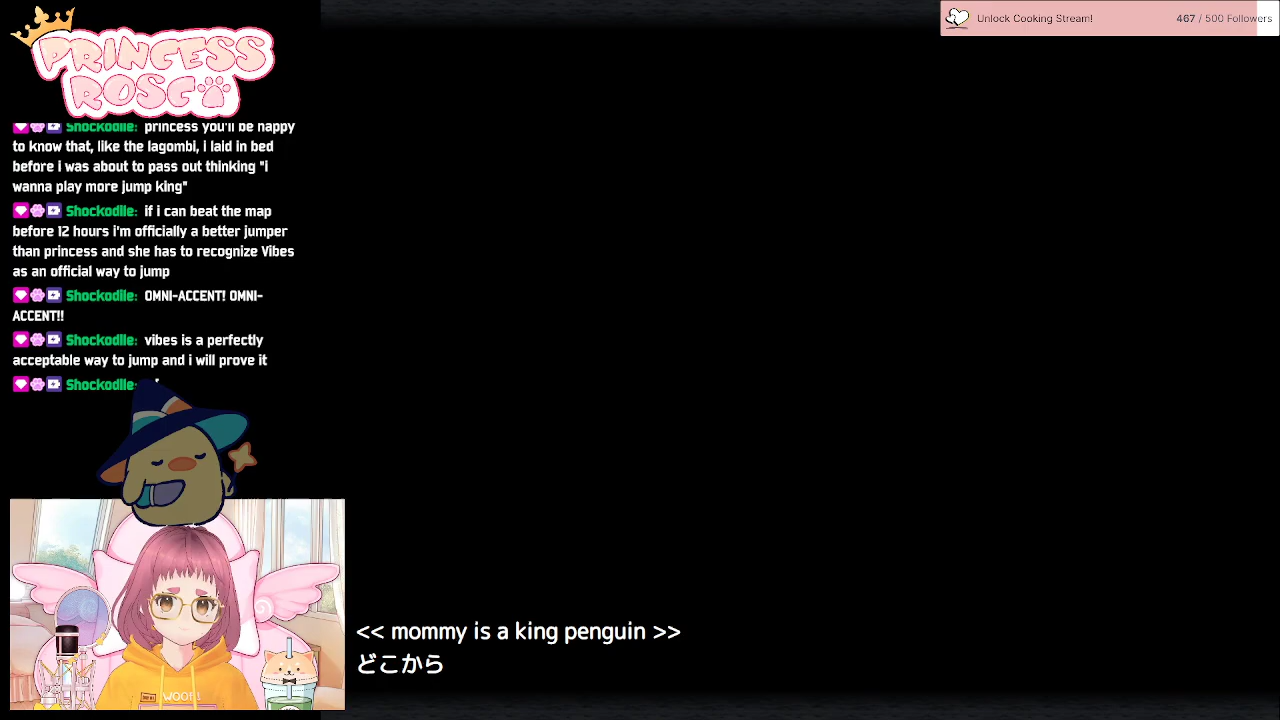 PRINCESS
ROSE
Unlock Cooking Stream!
467 / 500 Followers
Shockodile: princess you'll be happy
to know that, like the lagombi, i laid in bed
before i was about to pass out thinking "i
wanna play more jump king"
Shockodile: if i can beat the map
before 12 hours i'm officially a better jumper
than princess and she has to recognize Vibes
as an official way to jump
Shockodile: OMNI-ACCENT! OMNI-
ACCENT!!
Shockodile: vibes is a perfectly
acceptable way to jump and i will prove it
Shockodile:
WOOF!
<< mommy is a king penguin >>
どこから